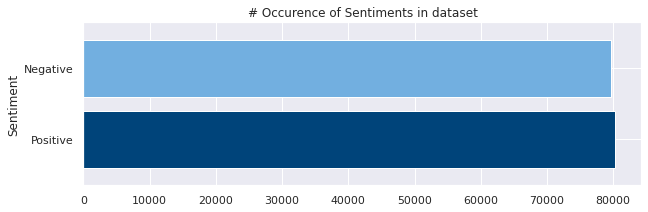 # Occurence of Sentiments in dataset
Sentiment
Negative
Positive
0 10000 20000 30000 40000 50000 60000 70000 80000